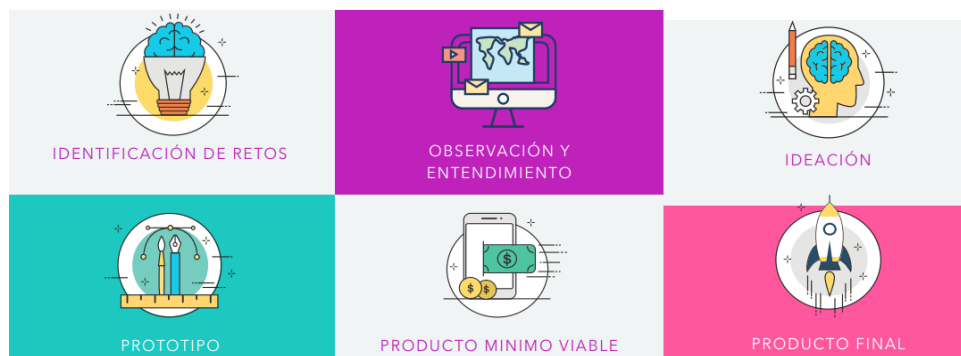 IDENTIFICACIÓN DE RETOS
OBSERVACIÓN Y
ENTENDIMIENTO
IDEACIÓN
PROTOTIPO
$
$ $
PRODUCTO MINIMO VIABLE
PRODUCTO FINAL